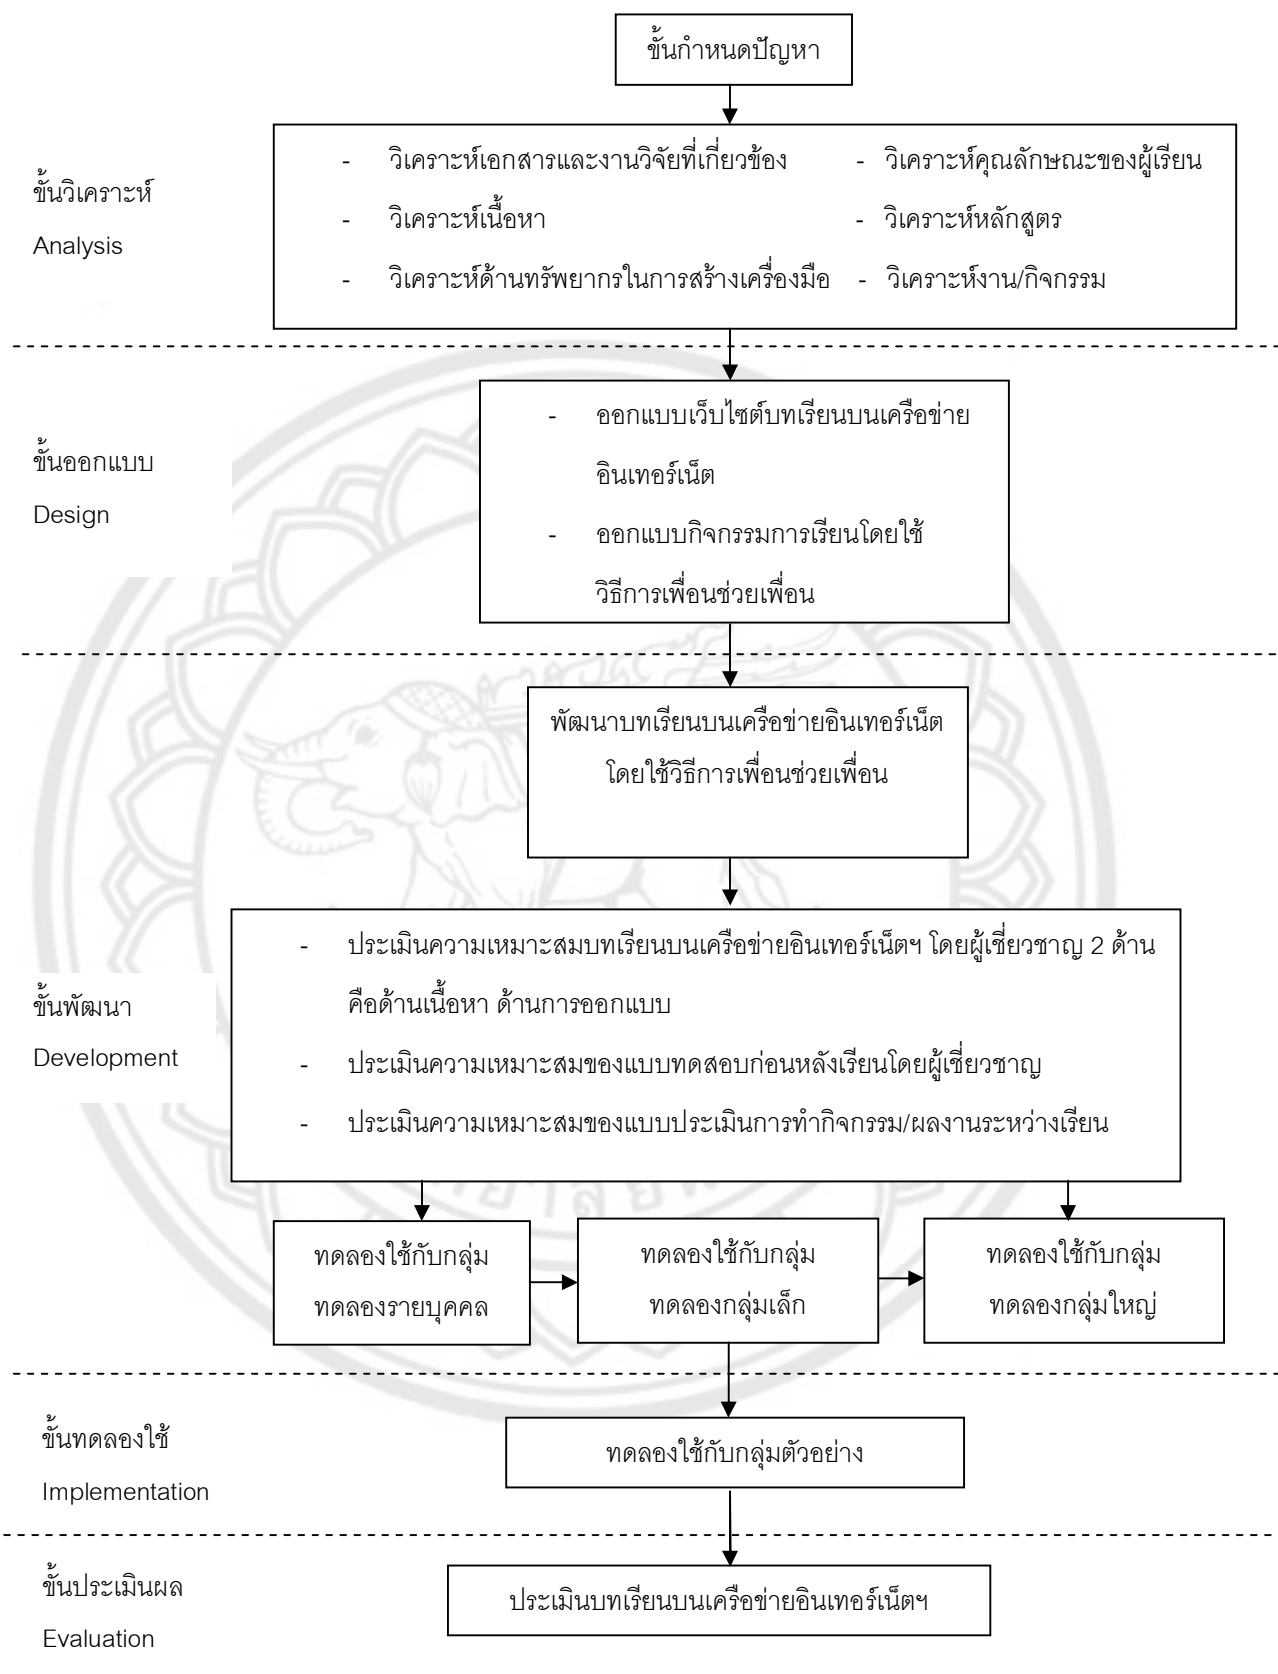 ขั้นกำหนดปัญหา
ขั้นวิเคราะห์
Analysis
- วิเคราะห์เอกสารและงานวิจัยที่เกี่ยวข้อง - วิเคราะห์คุณลักษณะของผู้เรียน
- วิเคราะห์เนื้อหา - วิเคราะห์หลักสูตร
- วิเคราะห์ด้านทรัพยากรในการสร้างเครื่องมือ - วิเคราะห์งาน/กิจกรรม
ขั้นออกแบบ
Design
- ออกแบบเว็บไซต์บทเรียนบนเครือข่าย
อินเทอร์เน็ต
- ออกแบบกิจกรรมการเรียนโดยใช้
วิธีการเพื่อนช่วยเพื่อน
พัฒนาบทเรียนบนเครือข่ายอินเทอร์เน็ต
โดยใช้วิธีการเพื่อนช่วยเพื่อน
ขั้นพัฒนา
Development
- ประเมินความเหมาะสมบทเรียนบนเครือข่ายอินเทอร์เน็ตฯ โดยผู้เชี่ยวชาญ 2 ด้าน
คือด้านเนื้อหา ด้านการออกแบบ
- ประเมินความเหมาะสมของแบบทดสอบก่อนหลังเรียนโดยผู้เชี่ยวชาญ
- ประเมินความเหมาะสมของแบบประเมินการทำกิจกรรม/ผลงานระหว่างเรียน
ทดลองใช้กับกลุ่ม
ทดลองรายบุคคล
ทดลองใช้กับกลุ่ม
ทดลองกลุ่มเล็ก
ทดลองใช้กับกลุ่ม
ทดลองกลุ่มใหญ่
ขั้นทดลองใช้
Implementation
ทดลองใช้กับกลุ่มตัวอย่าง
ขั้นประเมินผล
Evaluation
ประเมินบทเรียนบนเครือข่ายอินเทอร์เน็ตฯ